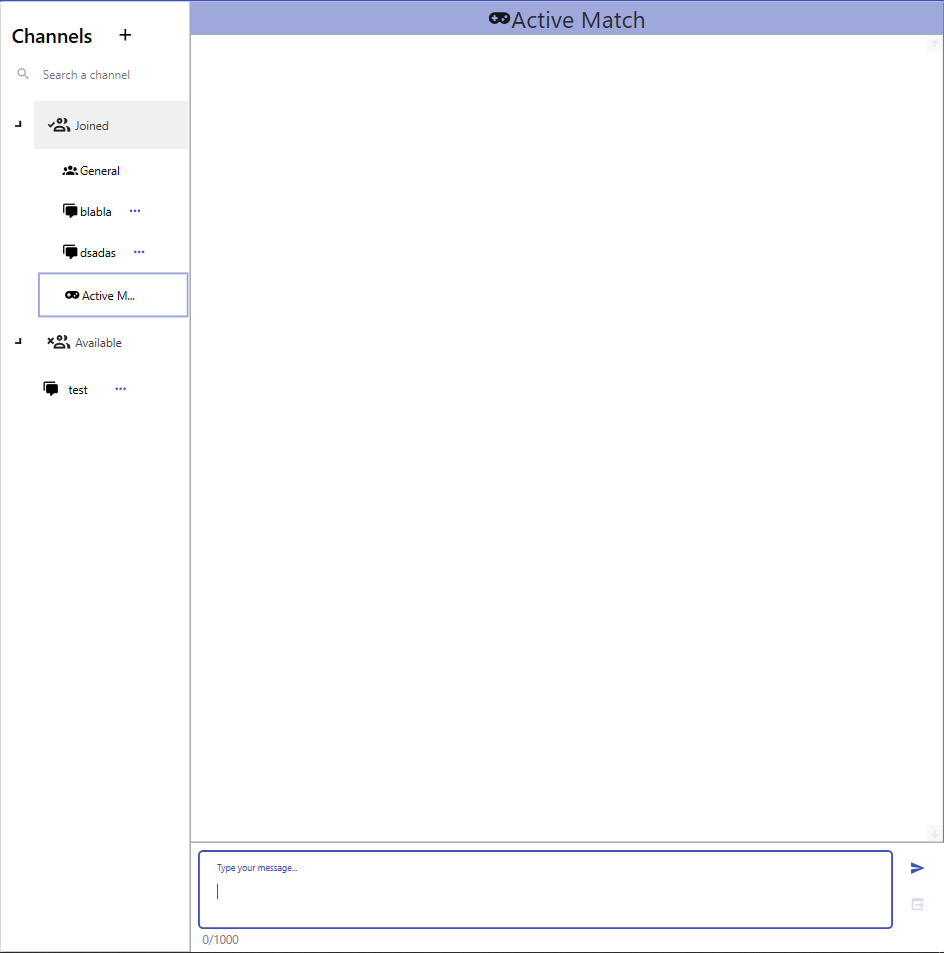 Channels +
Search a channel
Joined
General
blabla ...
dsadas ...
Active M...
Available
test ...
Active Match
Type your message...
0/1000